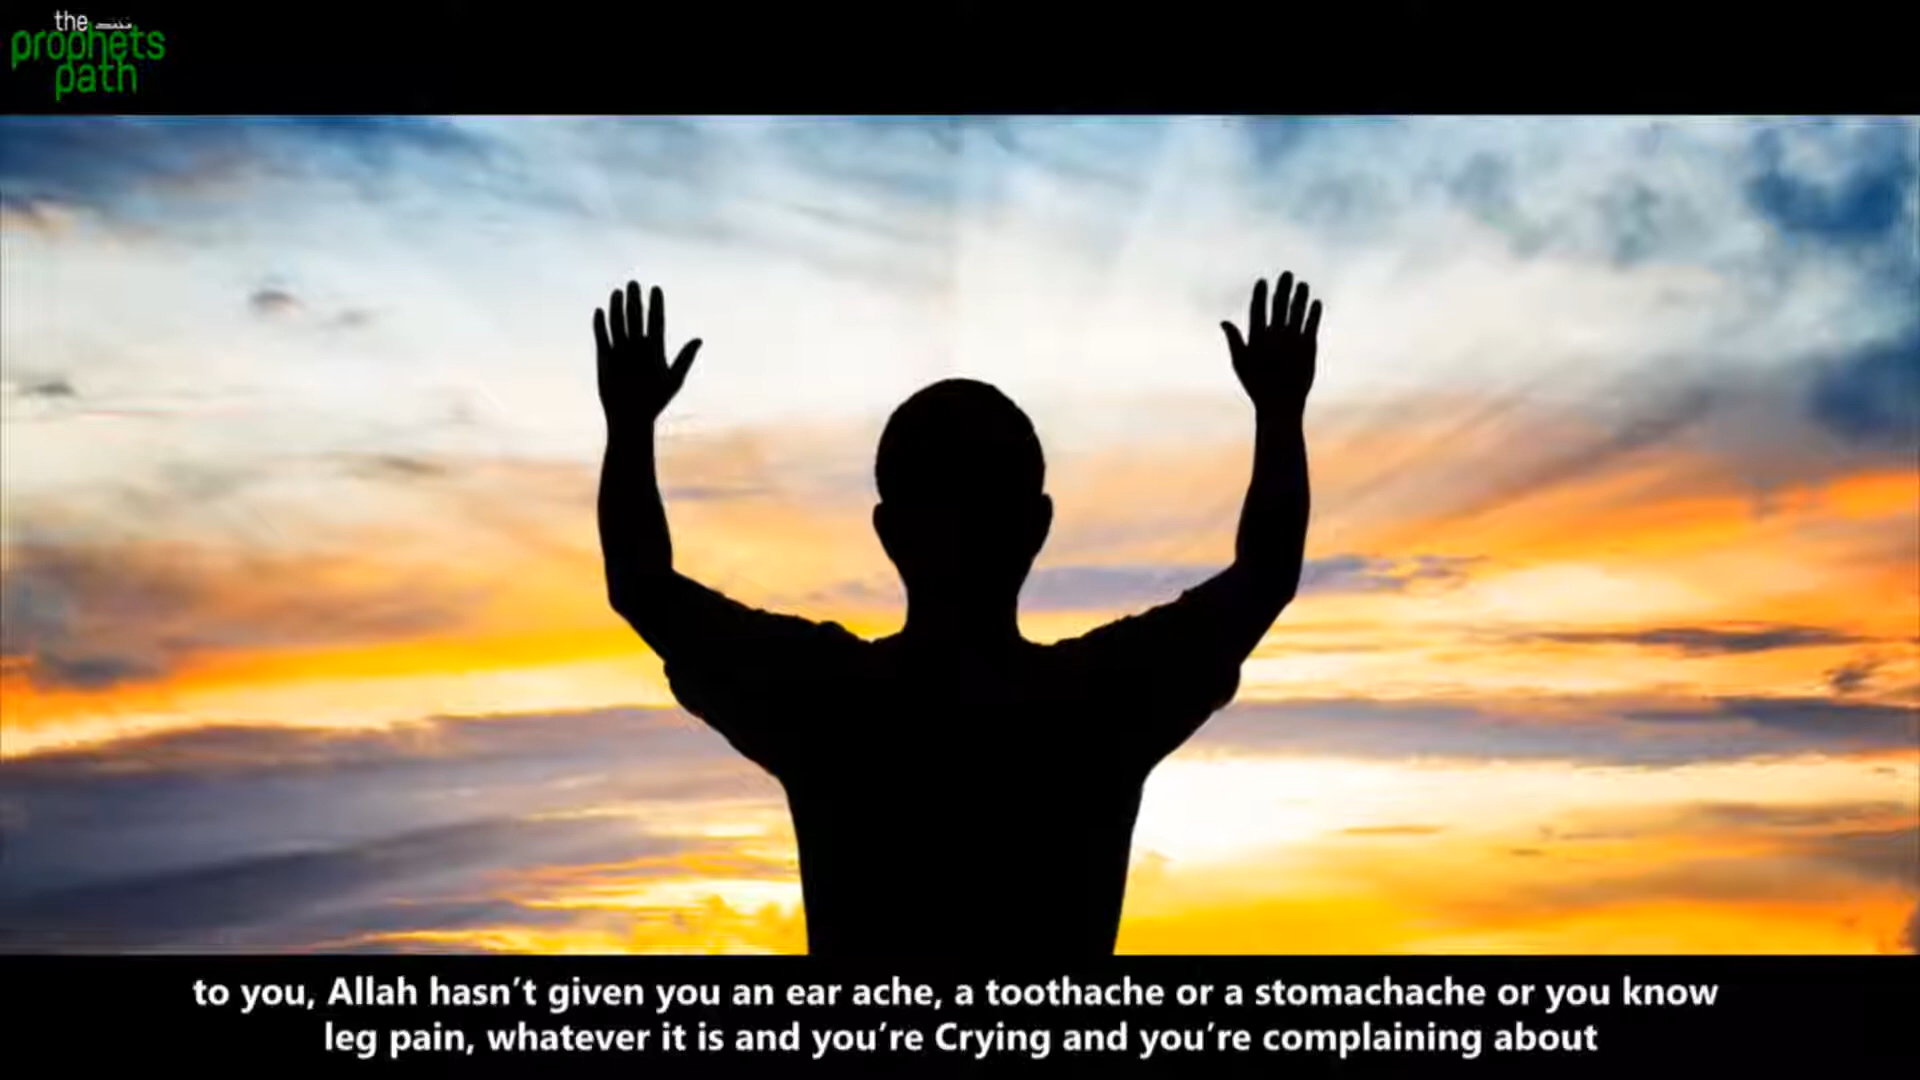 the
prophets
path
to you, Allah hasn't given you an ear ache, a toothache or a stomachache or you know
leg pain, whatever it is and you're Crying and you're complaining about